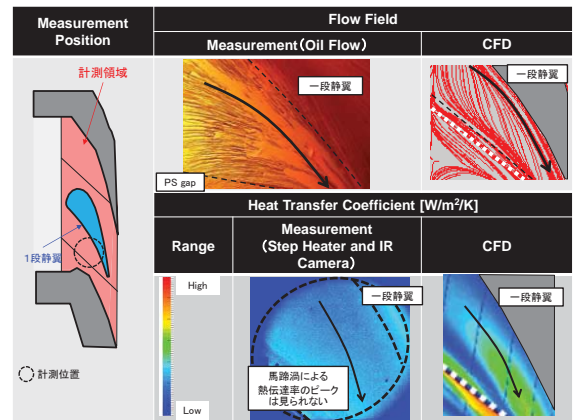 Measurement
Position
Flow Field
Measurement(Oil Flow)
CFD
計測領域
1段静翼
計測位置
一段静翼
PS gap
一段静翼
Heat Transfer Coefficient [W/m²/K]
Range
Measurement
(Step Heater and IR
Camera)
CFD
High
Low
一段静翼
馬蹄渦による
熱伝達率のピーク
は見られない
一段静翼